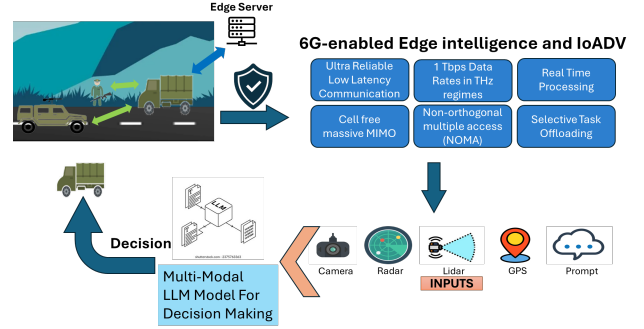 Edge Server
6G-enabled Edge intelligence and IoADV
Ultra Reliable
Low Latency
Communication
1 Tbps Data
Rates in THz
regimes
Real Time
Processing
Cell free
massive MIMO
Non-orthogonal
multiple access
(NOMA)
Selective Task
Offloading
LLM
Decision
Multi-Modal
LLM Model For
Decision Making
Camera
Radar
Lidar
GPS
Prompt
INPUTS